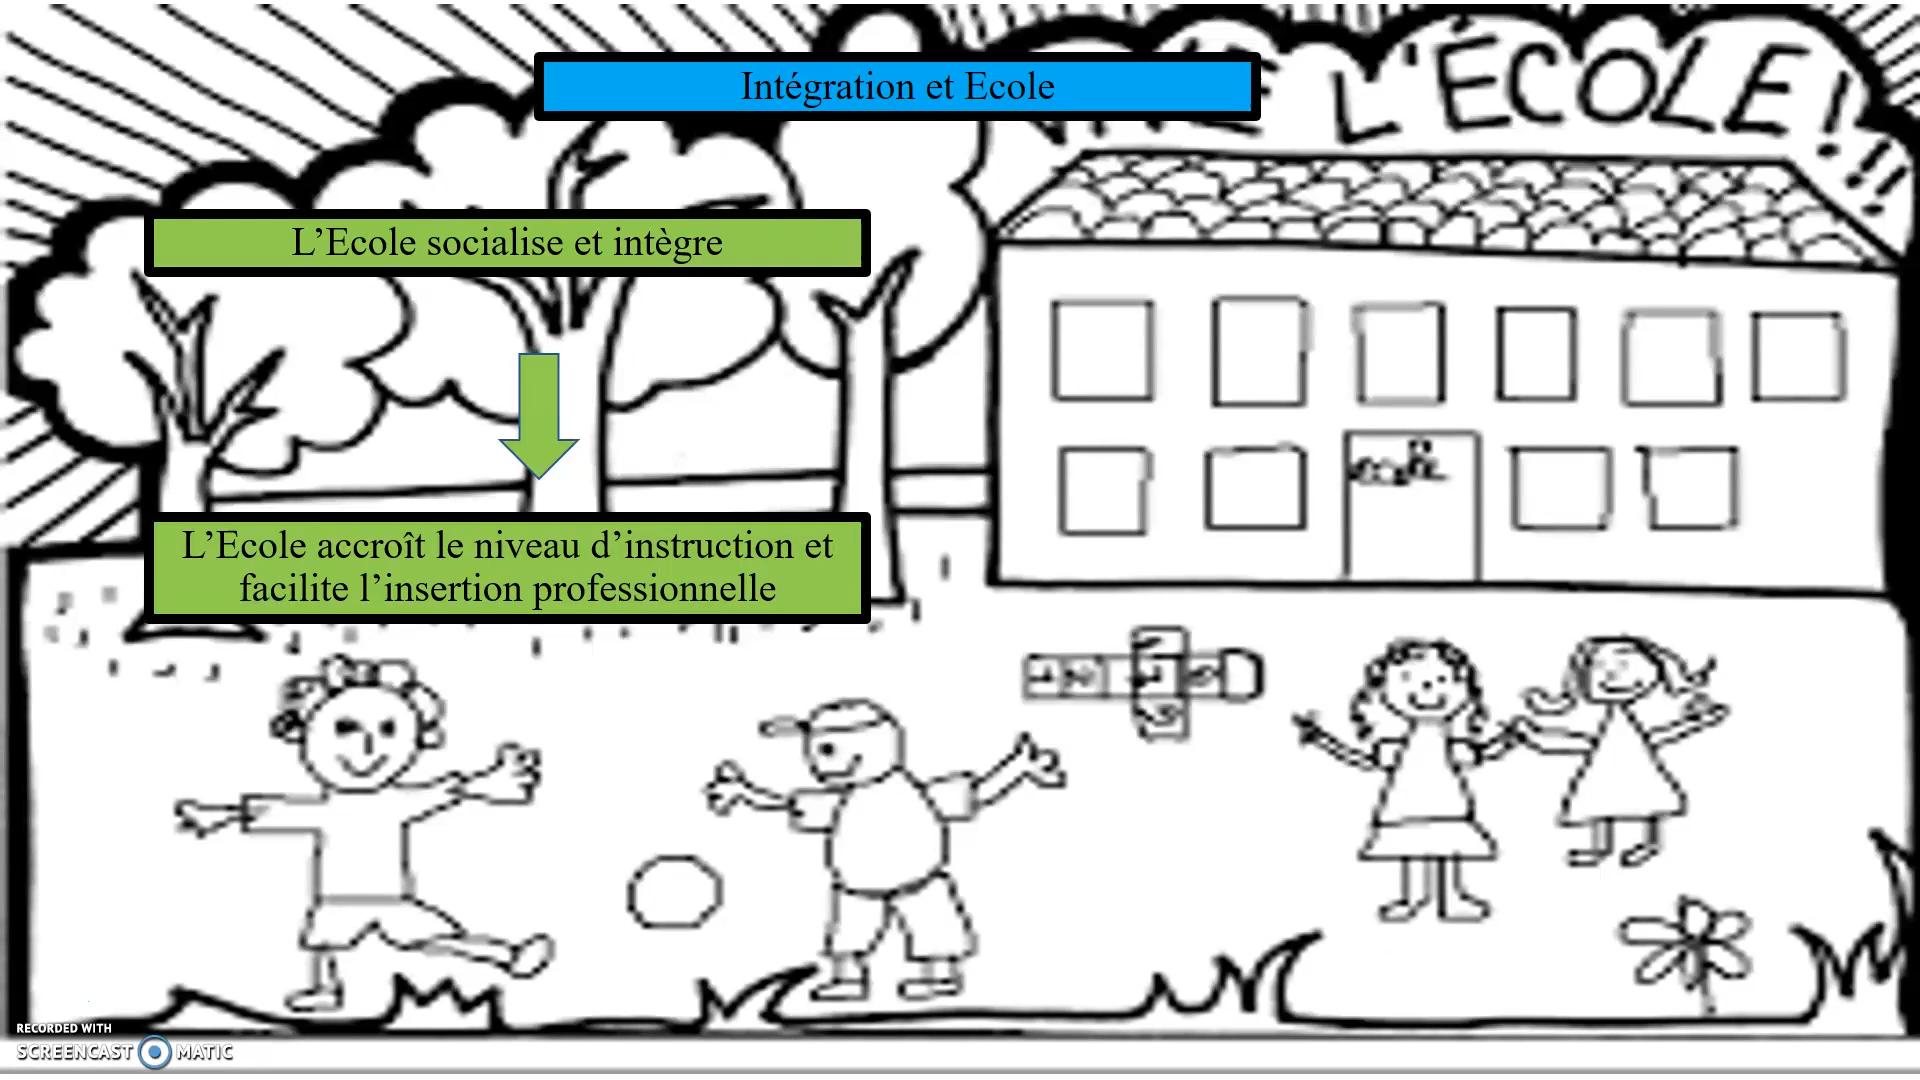 Intégration et Ecole
L'ÉCOLE !!!
L’Ecole socialise et intègre
L’Ecole accroît le niveau d’instruction et
facilite l’insertion professionnelle
RECORDED WITH
SCREENCAST MATIC